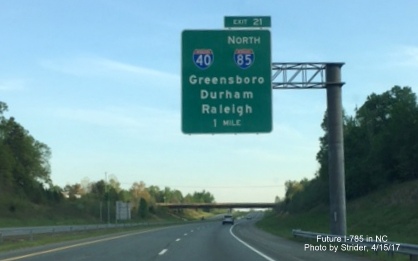 EXIT 21
NORTH
40 85
Greensboro
Durham
Raleigh
1 MILE
Future I-785 in NC
Photo by Strider, 4/15/17